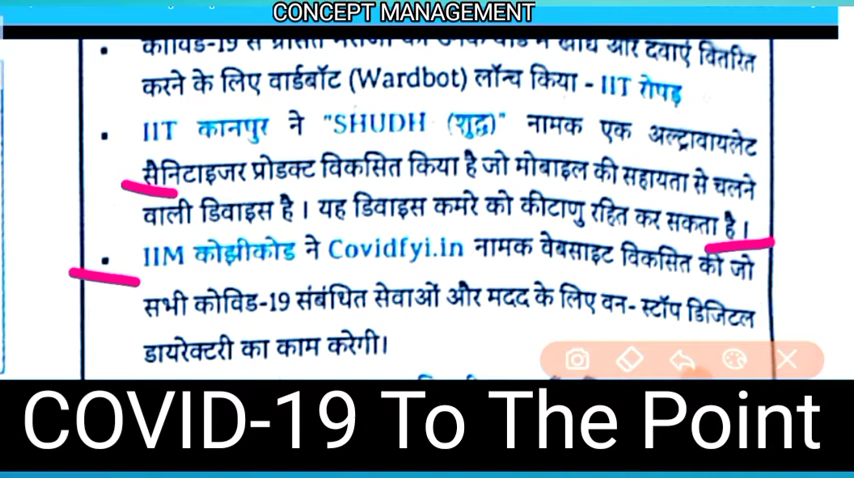 CONCEPT MANAGEMENT
करने के लिए वार्डबॉट (Wardbot) लॉन्च किया - IIT रोपड़
IIT कानपुर ने "SHUDH (शुद्ध)" नामक एक अल्ट्रावायलेट
सैनिटाइजर प्रोडक्ट विकसित किया है जो मोबाइल की सहायता से चलने
वाली डिवाइस है। यह डिवाइस कमरे को कीटाणु रहित कर सकता है।
IIM कोझीकोड ने Covidfyi.in नामक वेबसाइट विकसित की जो
सभी कोविड-19 संबंधित सेवाओं और मदद के लिए वन- स्टॉप डिजिटल
डायरेक्टरी का काम करेगी।
COVID-19 To The Point